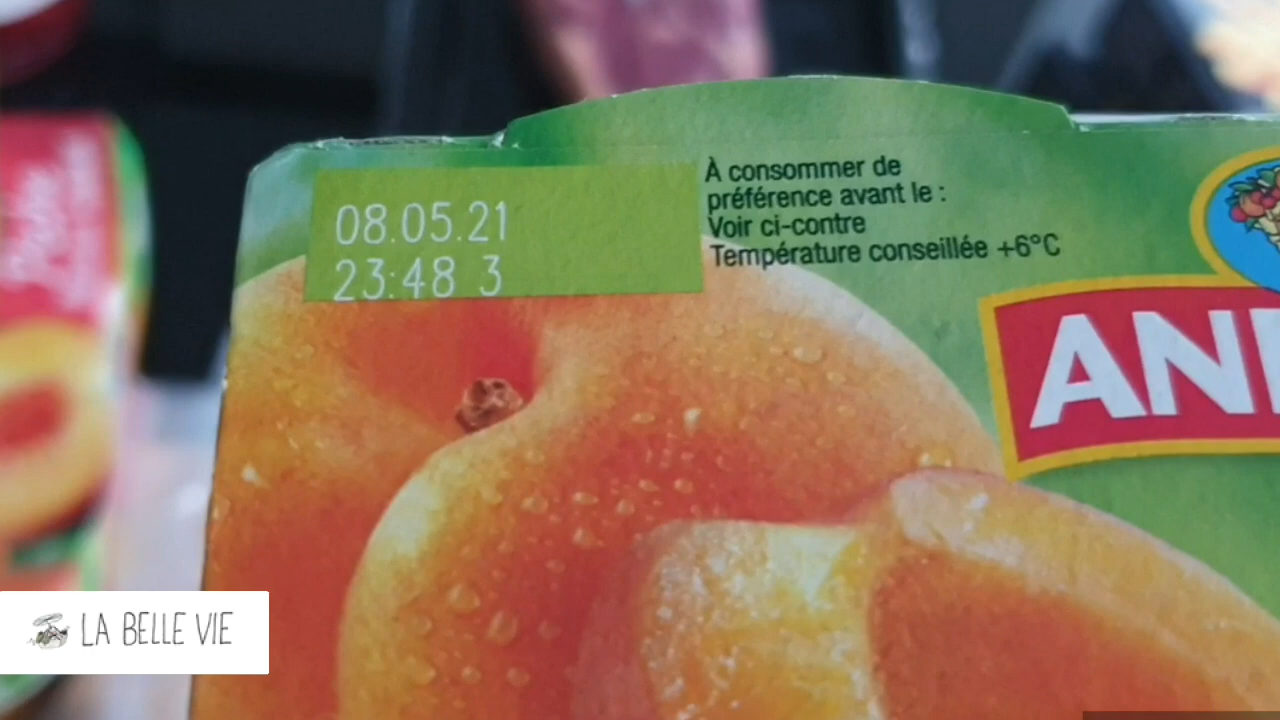 08.05.21
23:48 3
À consommer de
préférence avant le :
Voir ci-contre
Température conseillée +6°C
AN
LA BELLE VIE